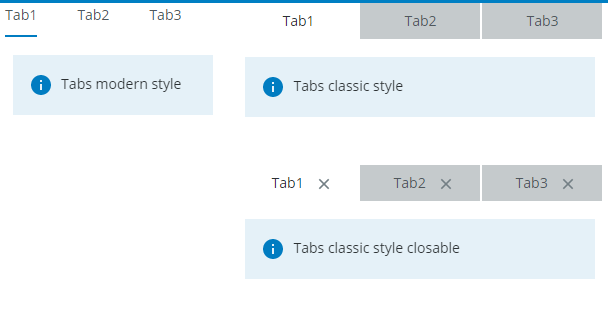 Tab1 Tab2 Tab3
Tabs modern style
Tab1 Tab2 Tab3
Tabs classic style
Tab1 Tab2 Tab3
Tabs classic style closable